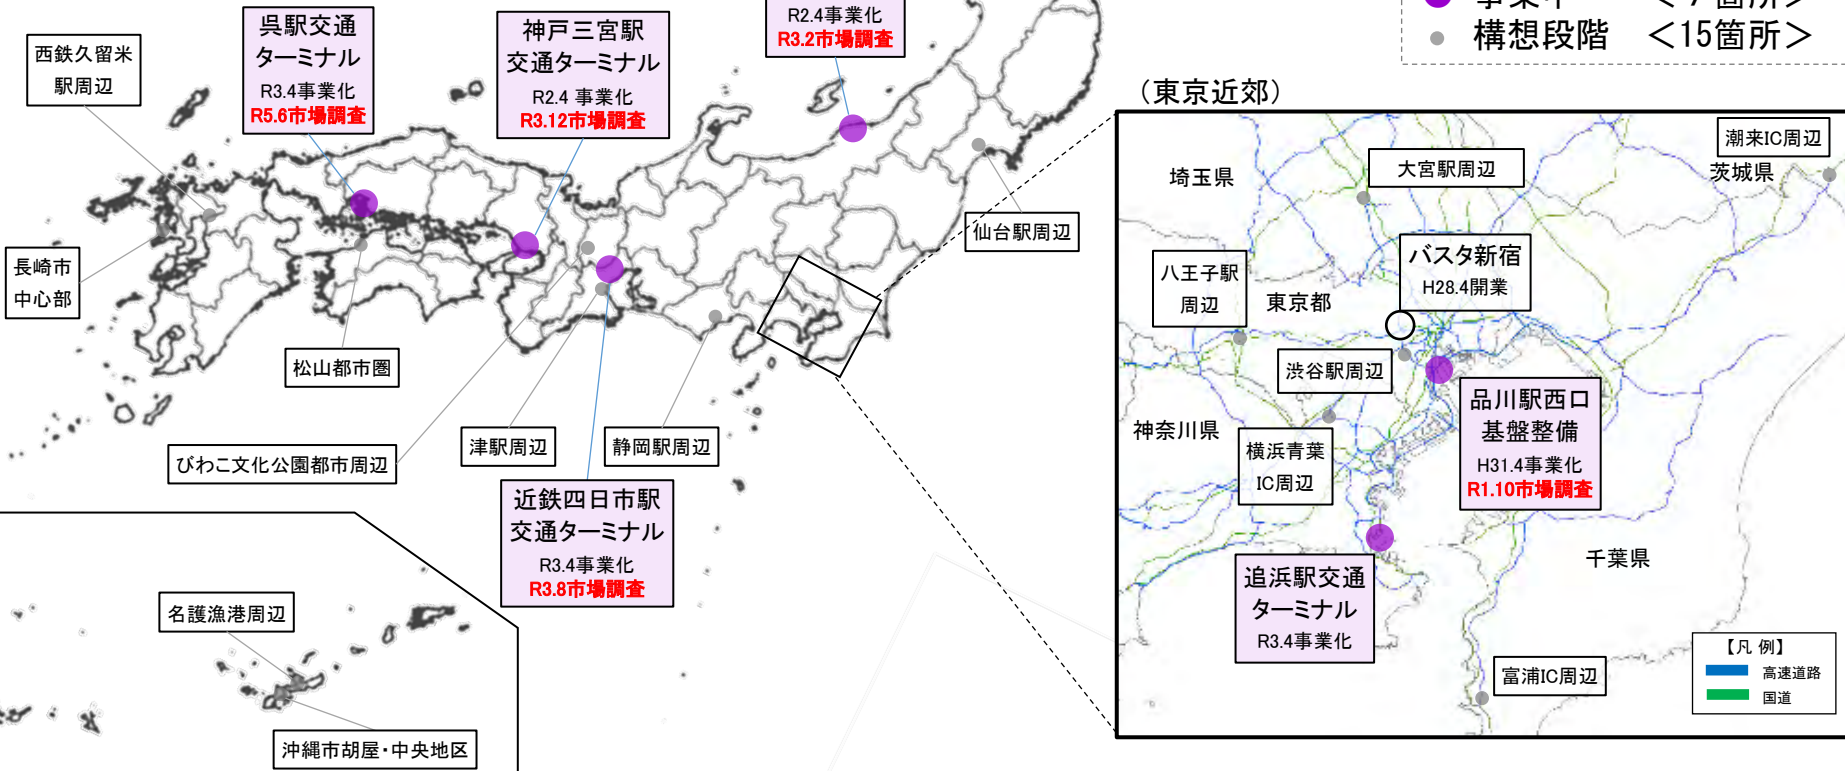 事業中 ＜7箇所＞
構想段階 ＜15箇所＞
R2.4事業化
R3.2市場調査
呉駅交通
ターミナル
R3.4事業化
R5.6市場調査
神戸三宮駅
交通ターミナル
R2.4 事業化
R3.12市場調査
西鉄久留米
駅周辺
長崎市
中心部
松山都市圏
びわこ文化公園都市周辺
津駅周辺
静岡駅周辺
仙台駅周辺
近鉄四日市駅
交通ターミナル
R3.4事業化
R3.8市場調査
名護漁港周辺
沖縄市胡屋・中央地区
（東京近郊）
潮来IC周辺
茨城県
大宮駅周辺
埼玉県
バスタ新宿
H28.4開業
八王子駅
周辺
東京都
渋谷駅周辺
品川駅西口
基盤整備
H31.4事業化
R1.10市場調査
神奈川県
横浜青葉
IC周辺
追浜駅交通
ターミナル
R3.4事業化
千葉県
富浦IC周辺
【凡 例】
高速道路
国道